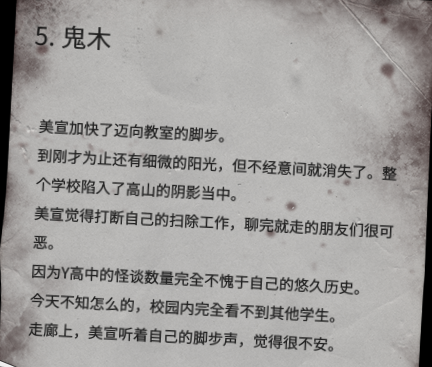 5. 鬼木
美宣加快了迈向教室的脚步。
到刚才为止还有细微的阳光，但不经意间就消失了。整
个学校陷入了高山的阴影当中。
美宣觉得打断自己的扫除工作，聊完就走的朋友们很可
恶。
因为Y高中的怪谈数量完全不愧于自己的悠久历史。
今天不知怎么的，校园内完全看不到其他学生。
走廊上，美宣听着自己的脚步声，觉得很不安。